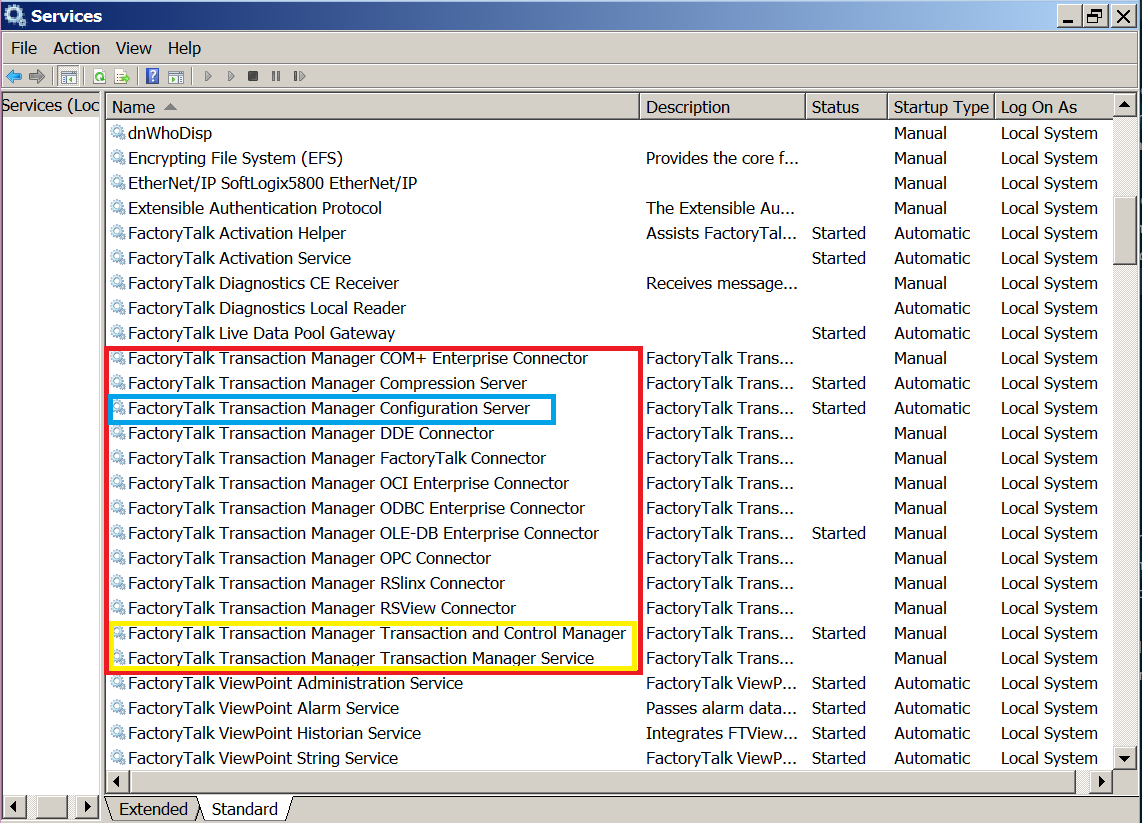 Services
File Action View Help
Services (Loc
Name Description Status Startup Type Log On As
dnWhoDisp Manual Local System
Encrypting File System (EFS) Provides the core f... Manual Local System
EtherNet/IP SoftLogix5800 EtherNet/IP Manual Local System
Extensible Authentication Protocol The Extensible Au... Manual Local System
FactoryTalk Activation Helper Assists FactoryTal... Started Automatic Local System
FactoryTalk Activation Service Started Automatic Local System
FactoryTalk Diagnostics CE Receiver Receives message... Manual Local System
FactoryTalk Diagnostics Local Reader Automatic Local System
FactoryTalk Live Data Pool Gateway Started Automatic Local System
FactoryTalk Transaction Manager COM+ Enterprise Connector FactoryTalk Trans... Manual Local System
FactoryTalk Transaction Manager Compression Server FactoryTalk Trans... Started Automatic Local System
FactoryTalk Transaction Manager Configuration Server FactoryTalk Trans... Started Automatic Local System
FactoryTalk Transaction Manager DDE Connector FactoryTalk Trans... Manual Local System
FactoryTalk Transaction Manager FactoryTalk Connector FactoryTalk Trans... Manual Local System
FactoryTalk Transaction Manager OCI Enterprise Connector FactoryTalk Trans... Manual Local System
FactoryTalk Transaction Manager ODBC Enterprise Connector FactoryTalk Trans... Manual Local System
FactoryTalk Transaction Manager OLE-DB Enterprise Connector FactoryTalk Trans... Started Manual Local System
FactoryTalk Transaction Manager OPC Connector FactoryTalk Trans... Manual Local System
FactoryTalk Transaction Manager RSlinx Connector FactoryTalk Trans... Manual Local System
FactoryTalk Transaction Manager RSView Connector FactoryTalk Trans... Manual Local System
FactoryTalk Transaction Manager Transaction and Control Manager FactoryTalk Trans... Started Manual Local System
FactoryTalk Transaction Manager Transaction Manager Service FactoryTalk Trans... Manual Local System
FactoryTalk ViewPoint Administration Service FactoryTalk ViewP... Started Automatic Local System
FactoryTalk ViewPoint Alarm Service Passes alarm data... Started Automatic Local System
FactoryTalk ViewPoint Historian Service Integrates FTView... Started Automatic Local System
FactoryTalk ViewPoint String Service FactoryTalk ViewP... Started Automatic Local System
Extended Standard